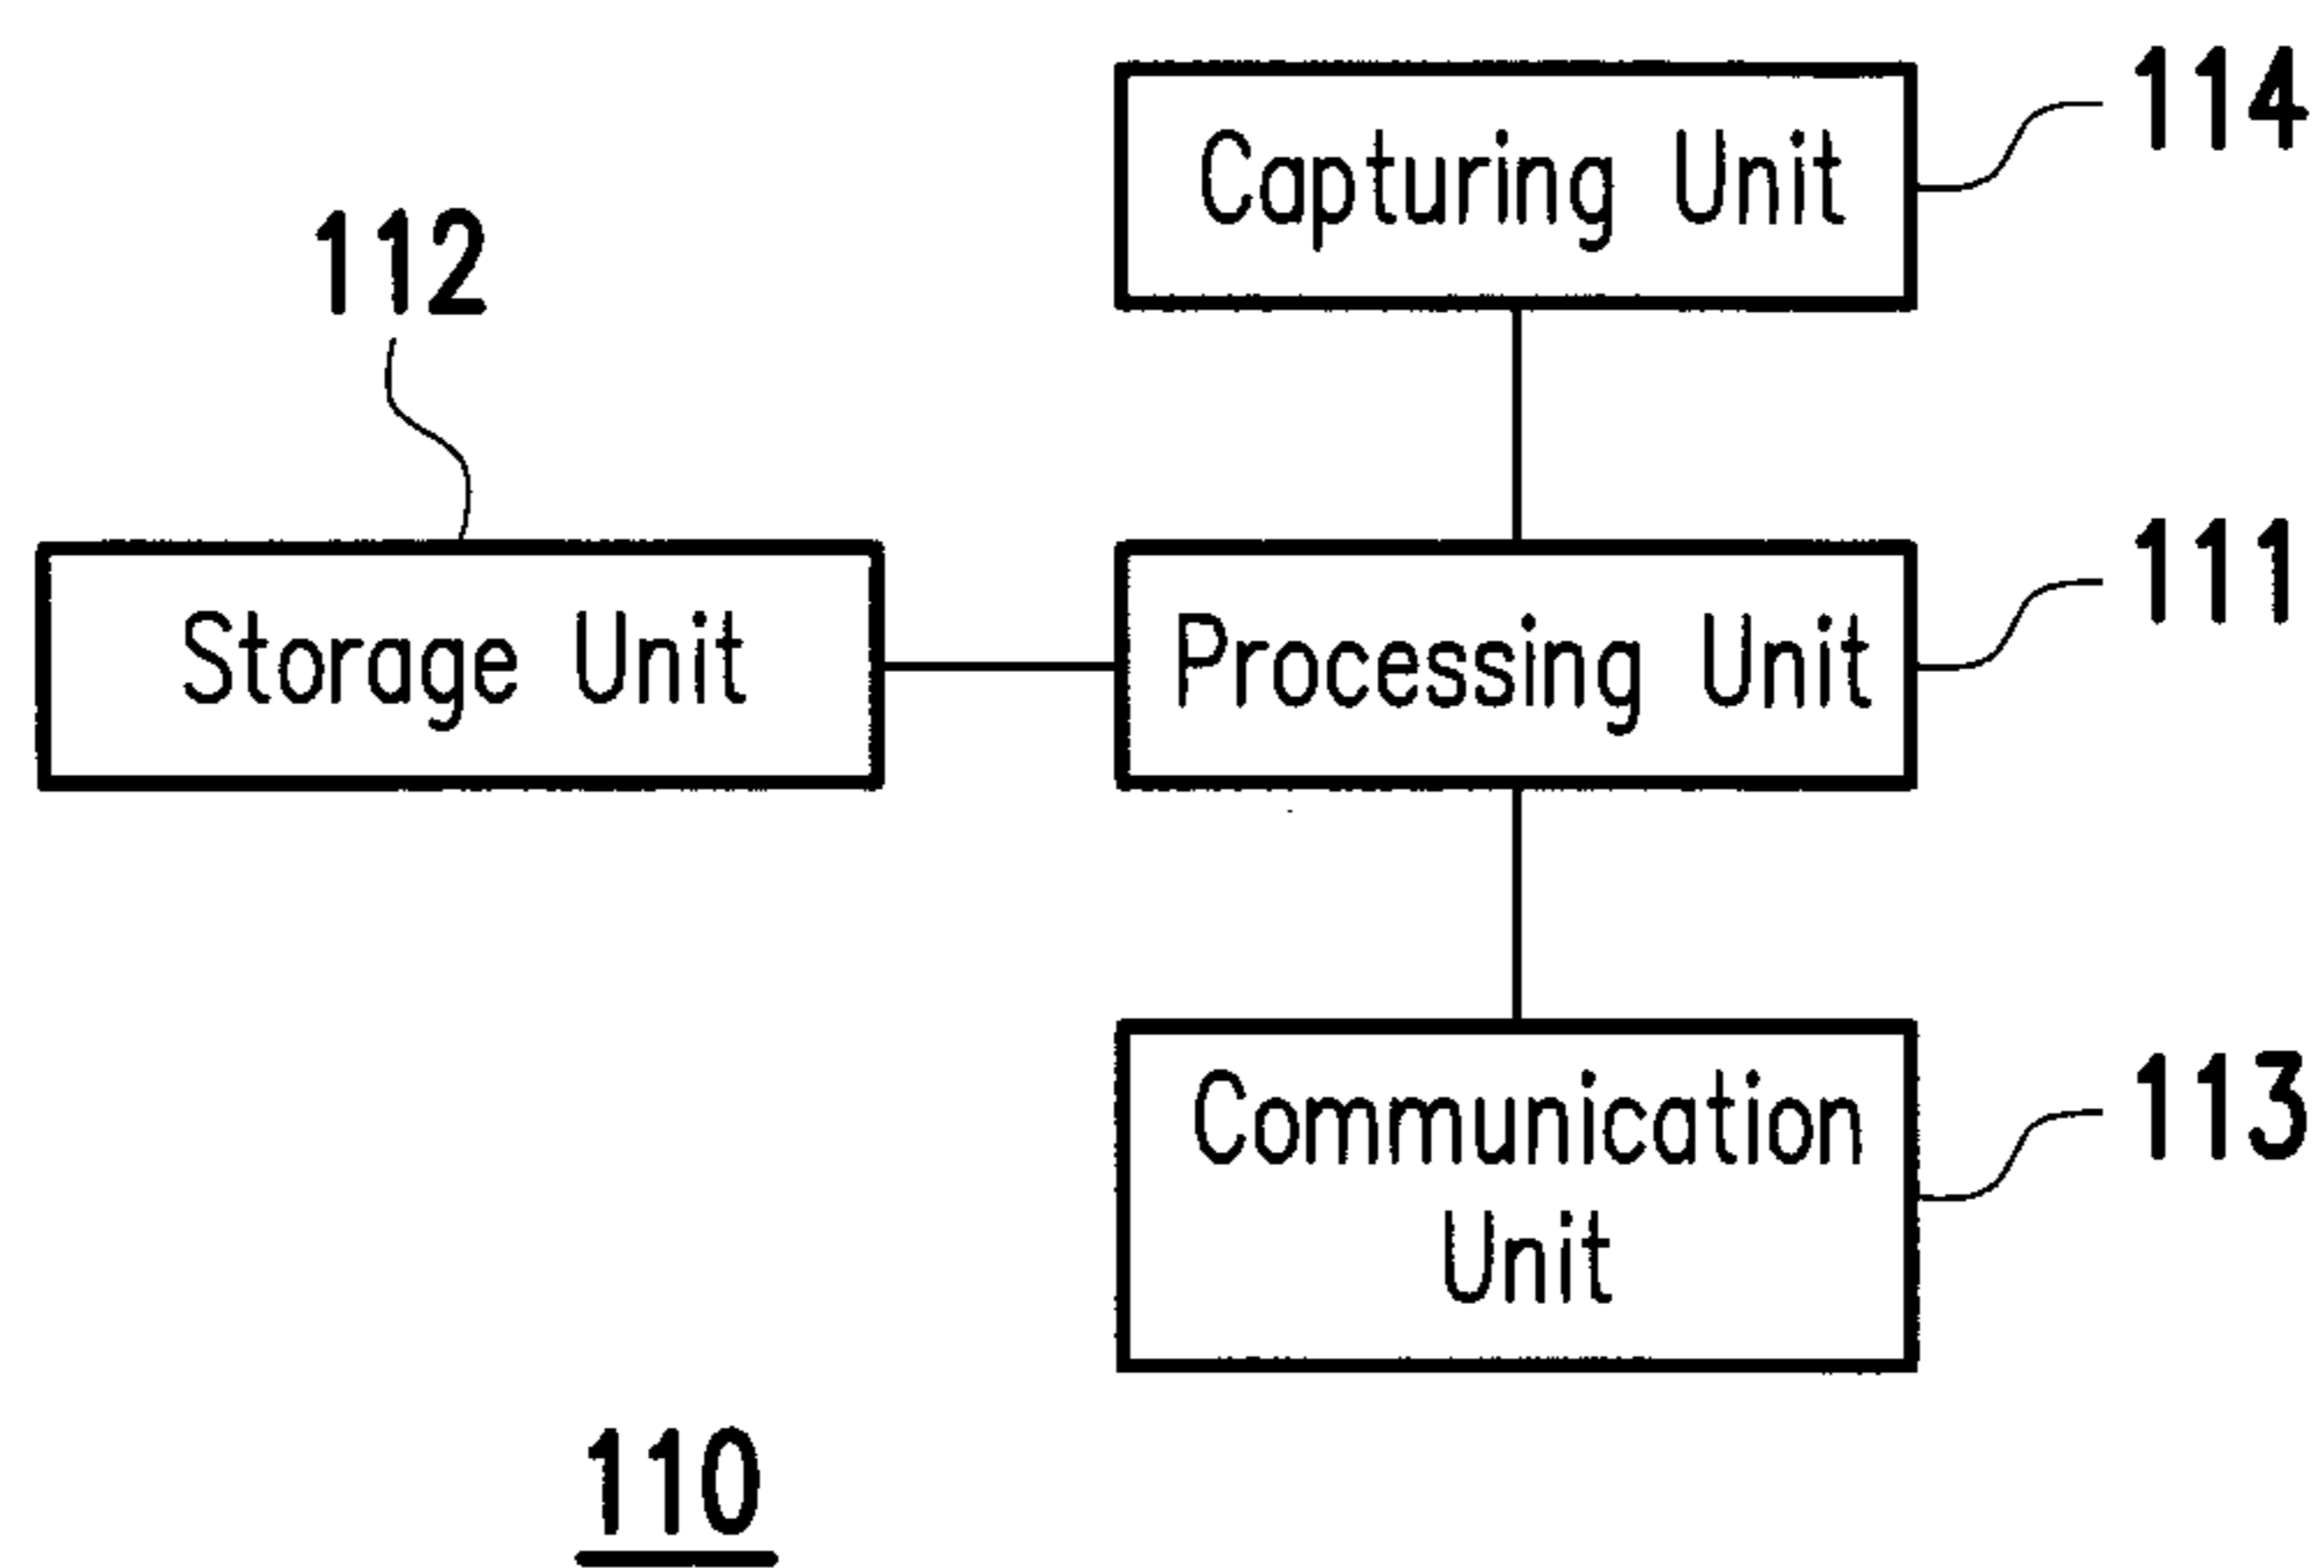 114
Capturing Unit
112
111
Storage Unit
Processing Unit
113
Communication
Unit
110